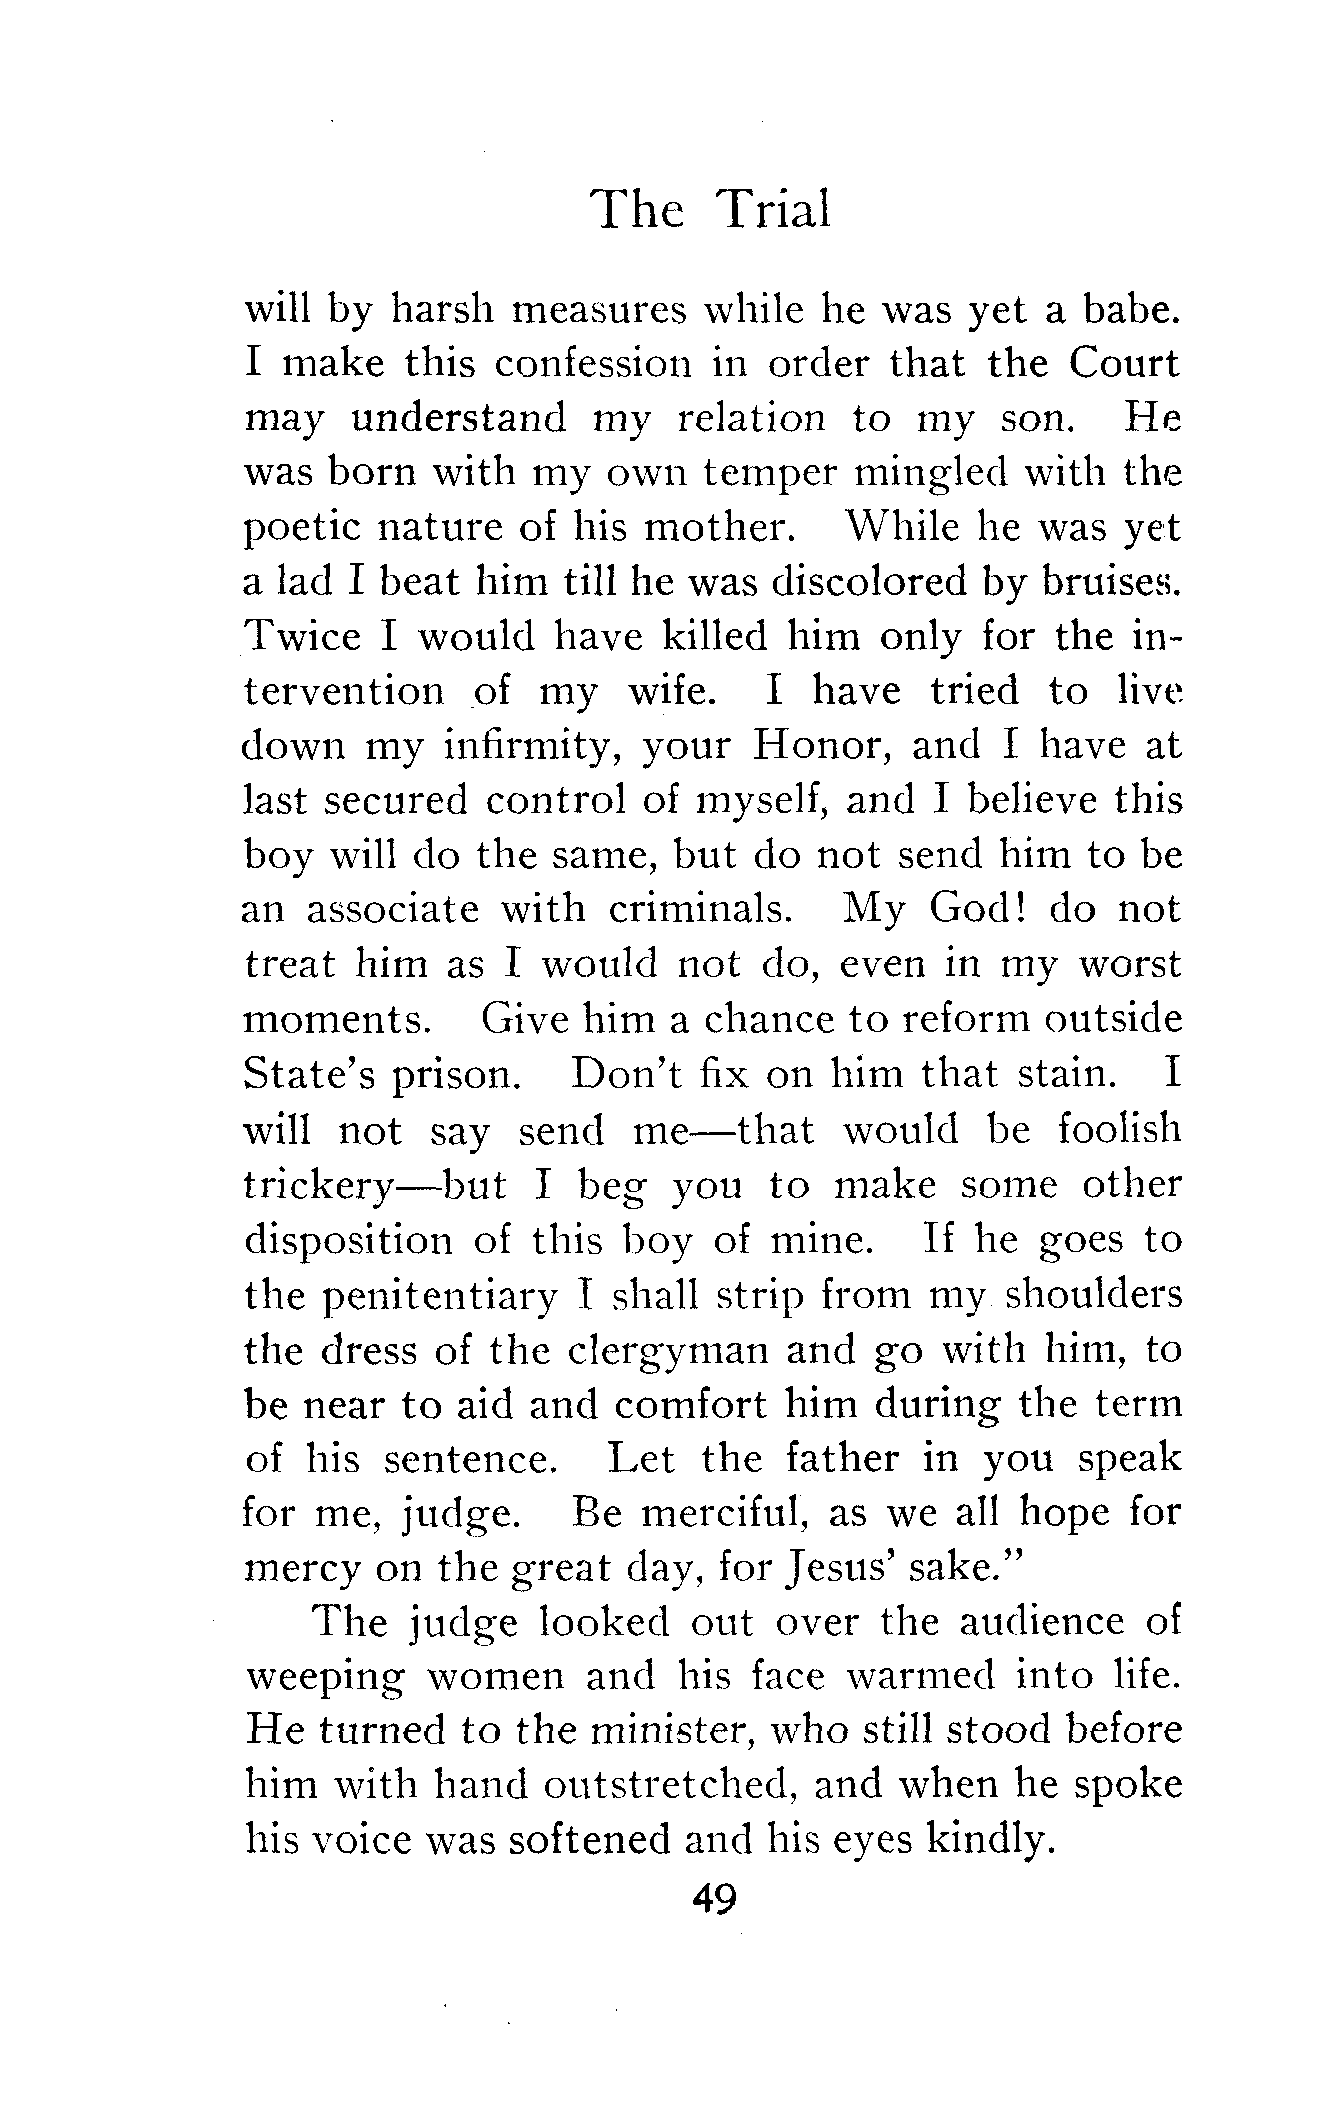 The Trial
will by harsh measures while he was yet a babe.
I make this confession in order that the Court
may understand my relation to my son. He
was born with my own temper mingled with the
poetic nature of his mother. While he was yet
a lad I beat him till he was discolored by bruises.
Twice I would have killed him only for the in-
tervention of my wife. I have tried to live
down my infirmity, your Honor, and I have at
last secured control of myself, and I believe this
boy will do the same, but do not send him to be
an associate with criminals. My God! do not
treat him as I would not do, even in my worst
moments. Give him a chance to reform outside
State's prison. Don't fix on him that stain. I
will not say send me—that would be foolish
trickery—but I beg you to make some other
disposition of this boy of mine. If he goes to
the penitentiary I shall strip from my shoulders
the dress of the clergyman and go with him, to
be near to aid and comfort him during the term
of his sentence. Let the father in you speak
for me, judge. Be merciful, as we all hope for
mercy on the great day, for Jesus' sake."
The judge looked out over the audience of
weeping women and his face warmed into life.
He turned to the minister, who still stood before
him with hand outstretched, and when he spoke
his voice was softened and his eyes kindly.
49